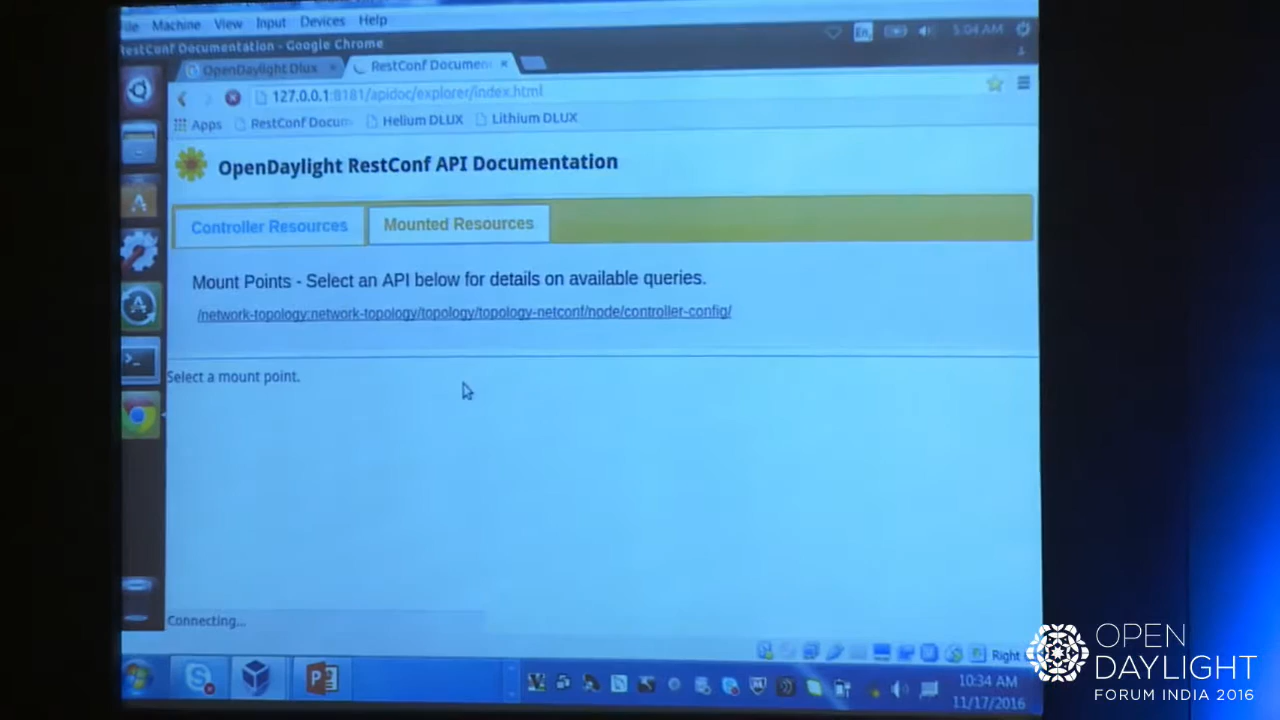 File Machine View Input Devices Help
RestConf Documentation - Google Chrome
En 5:04 AM
OpenDaylight Dlux × RestConf Documen ×
127.0.0.1:8181/apidoc/explorer/index.html
Apps RestConf Docum Helium DLUX Lithium DLUX
OpenDaylight RestConf API Documentation
Controller Resources Mounted Resources
Mount Points - Select an API below for details on available queries.
/network-topology:network-topology/topology/topology-netconf/node/controller-config/
Select a mount point.
Connecting...
Right
10:34 AM
11/17/2016
OPEN
DAYLIGHT
FORUM INDIA 2016